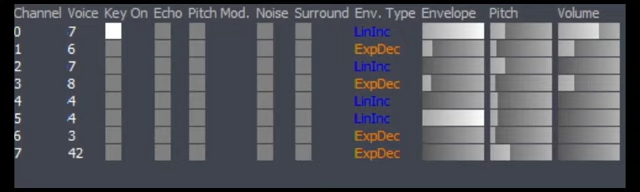 Channel Voice Key On Echo Pitch Mod. Noise Surround Env. Type Envelope Pitch Volume
0 7 LinInc
1 6 ExpDec
2 7 LinInc
3 8 ExpDec
4 4 LinInc
5 4 LinInc
6 3 ExpDec
7 42 ExpDec